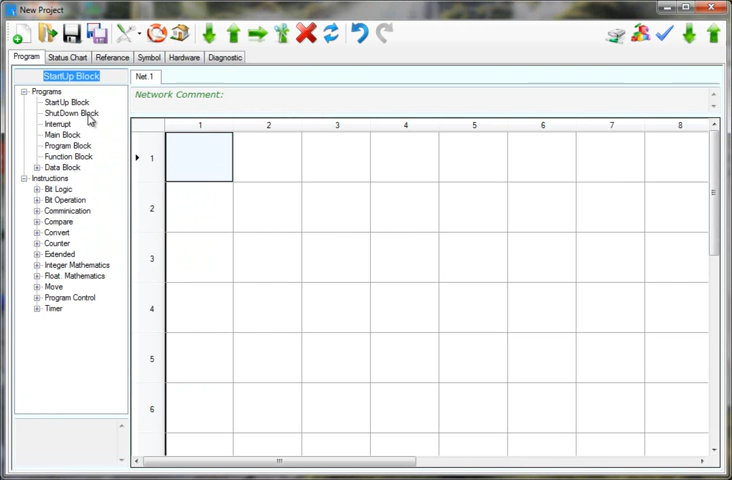 New Project
Program
Status Chart
Reference
Symbol
Hardware
Diagnostic
StartUp Block
Net.1
Programs
StartUp Block
ShutDown Block
Interrupt
Main Block
Program Block
Function Block
Data Block
Instructions
Bit Logic
Bit Operation
Comminication
Compare
Convert
Counter
Extended
Integer Mathematics
Float. Mathematics
Move
Program Control
Timer
Network Comment:
1 2 3 4 5 6 7 8
1
2
3
4
5
6